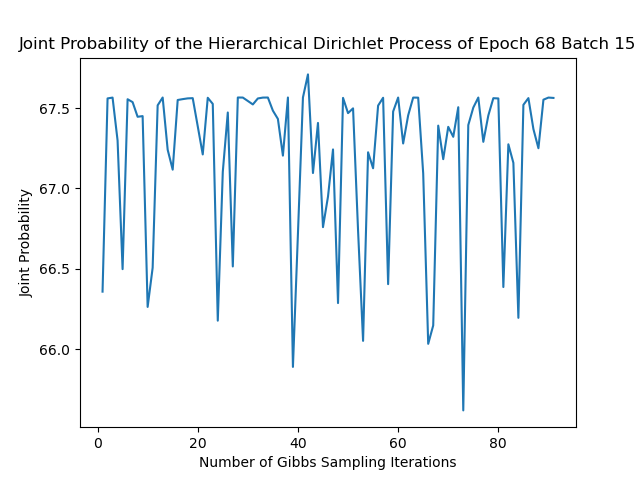 Joint Probability of the Hierarchical Dirichlet Process of Epoch 68 Batch 15
67.5
67.0
66.5
66.0
Joint Probability
0 20 40 60 80
Number of Gibbs Sampling Iterations